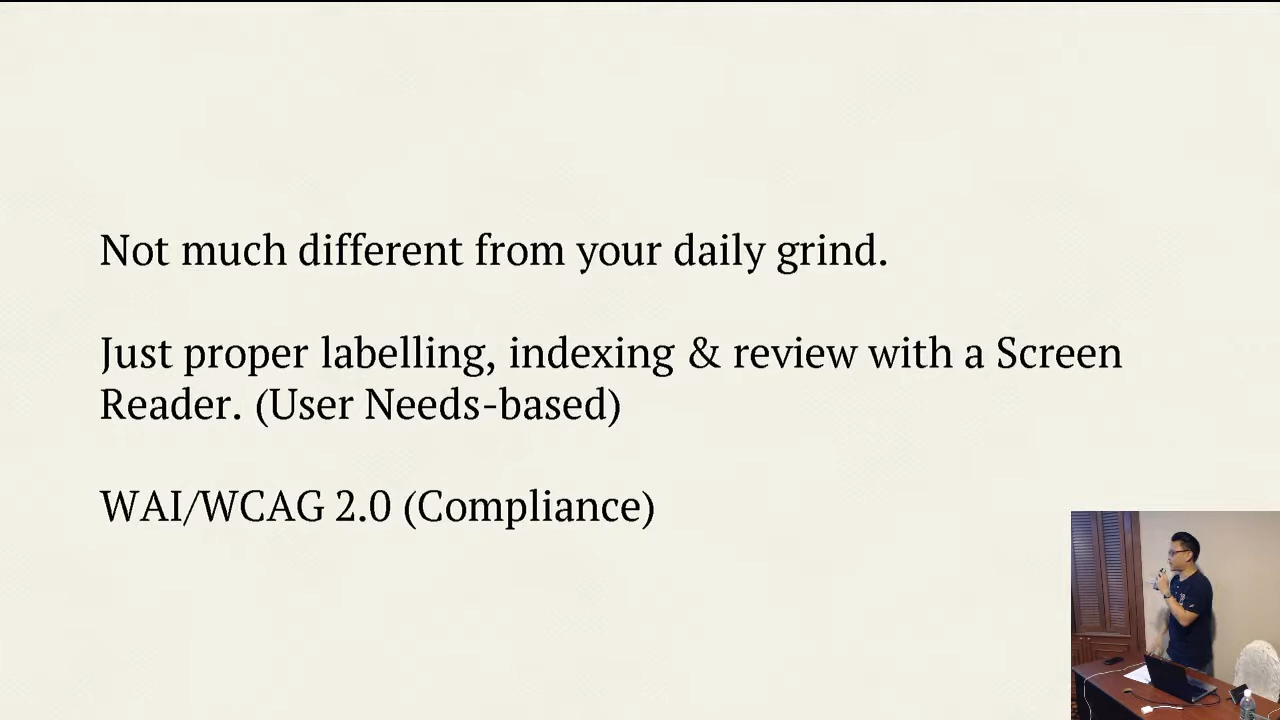 Not much different from your daily grind.
Just proper labelling, indexing & review with a Screen
Reader. (User Needs-based)
WAI/WCAG 2.0 (Compliance)